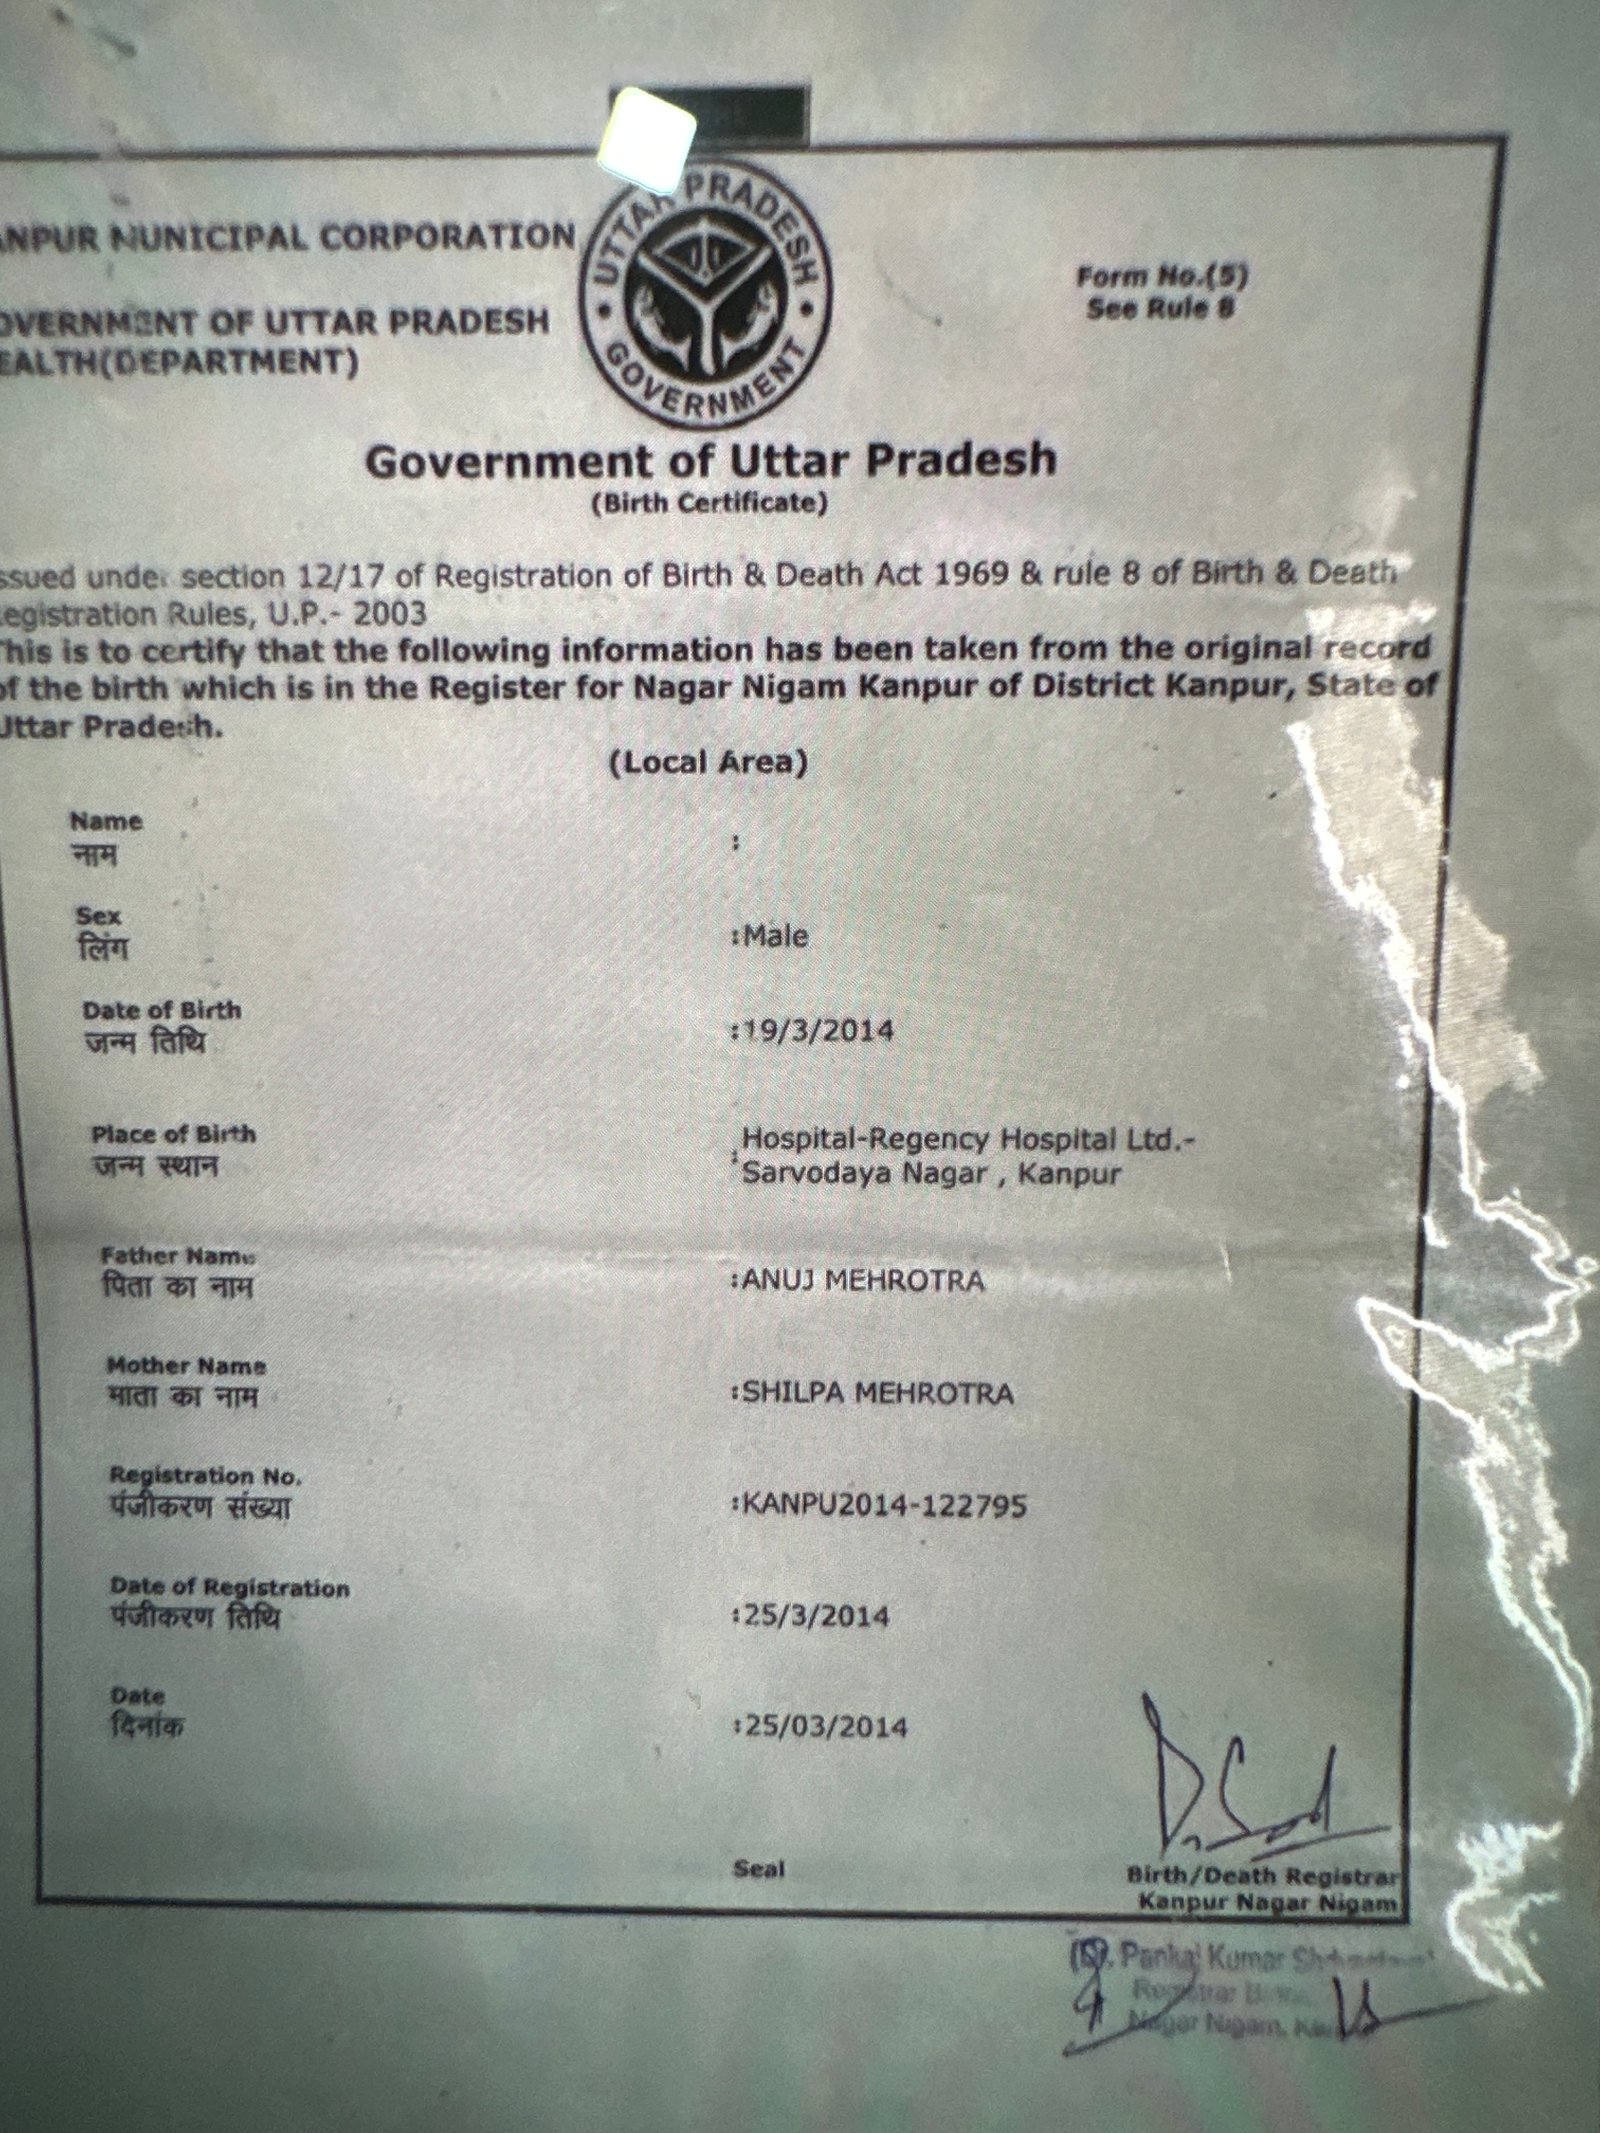 ANPUR MUNICIPAL CORPORATION
OVERNMENT OF UTTAR PRADESH
EALTH(DEPARTMENT)
UTTAR PRADESH
GOVERNMENT
Form No.(5)
See Rule 8
Government of Uttar Pradesh
(Birth Certificate)
ssued under section 12/17 of Registration of Birth & Death Act 1969 & rule 8 of Birth & Death
egistration Rules, U.P.- 2003
This is to certify that the following information has been taken from the original record
of the birth which is in the Register for Nagar Nigam Kanpur of District Kanpur, State of
Uttar Pradesh.
(Local Area)
Name
नाम
:
Sex
लिंग
:Male
Date of Birth
जन्म तिथि
:19/3/2014
Place of Birth
जन्म स्थान
:Hospital-Regency Hospital Ltd.-
Sarvodaya Nagar , Kanpur
Father Name
पिता का नाम
:ANUJ MEHROTRA
Mother Name
माता का नाम
:SHILPA MEHROTRA
Registration No.
पंजीकरण संख्या
:KANPU2014-122795
Date of Registration
पंजीकरण तिथि
:25/3/2014
Date
दिनांक
:25/03/2014
Seal
Birth/Death Registrar
Kanpur Nagar Nigam
Pankaj Kumar
Registrar
Nagar Nigam,